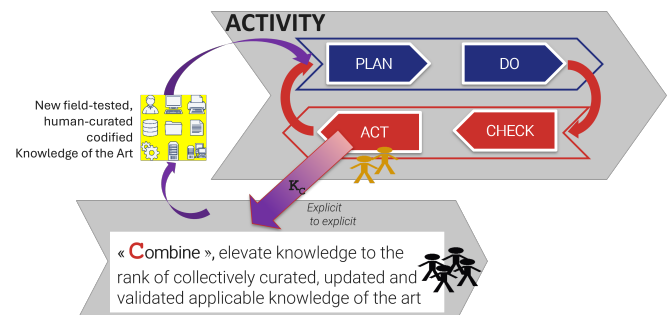 ACTIVITY
PLAN
DO
ACT
CHECK
New field-tested,
human-curated
codified
Knowledge of the Art
Kc
Explicit
to explicit
« Combine », elevate knowledge to the
rank of collectively curated, updated and
validated applicable knowledge of the art